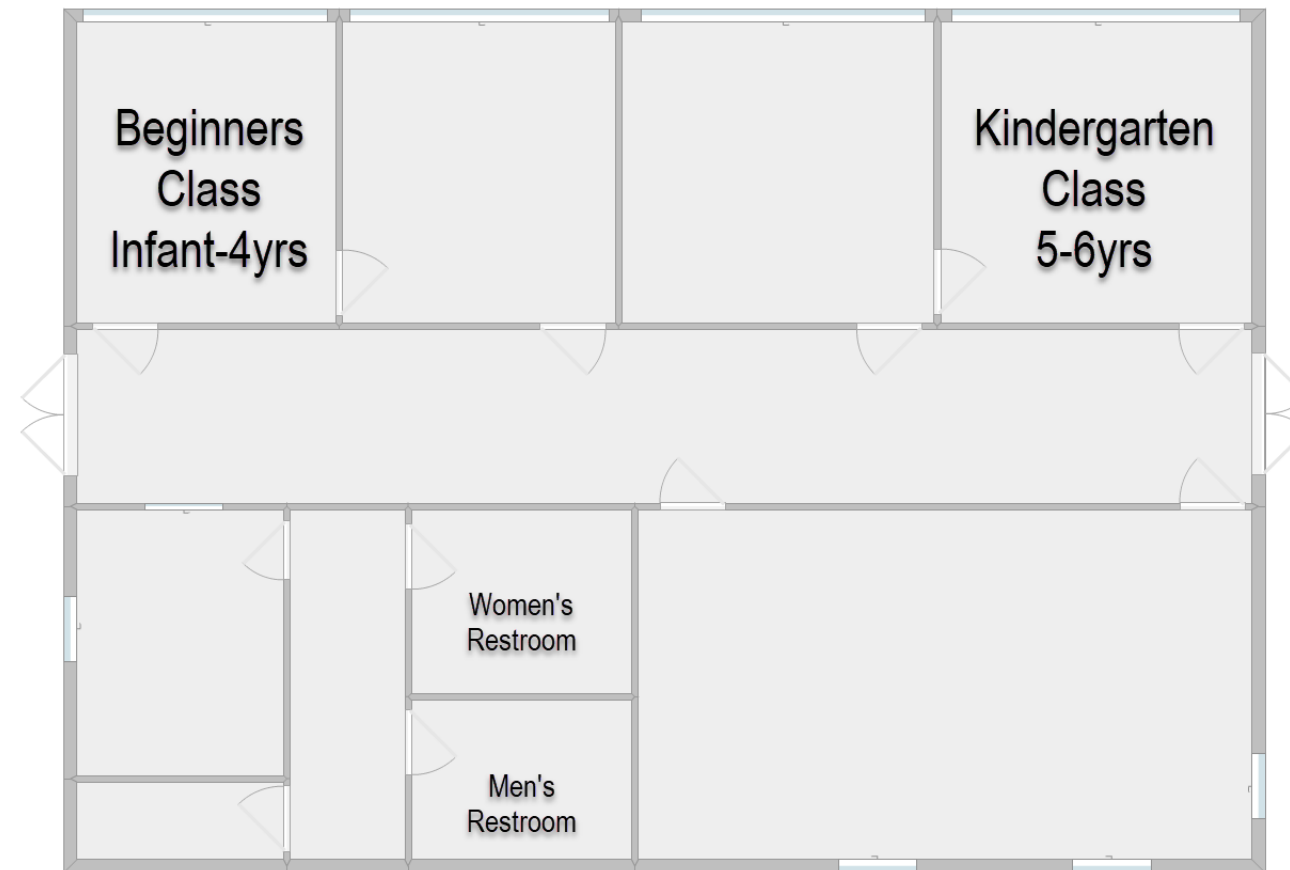 Beginners
Class
Infant-4yrs
Kindergarten
Class
5-6yrs
Women's
Restroom
Men's
Restroom